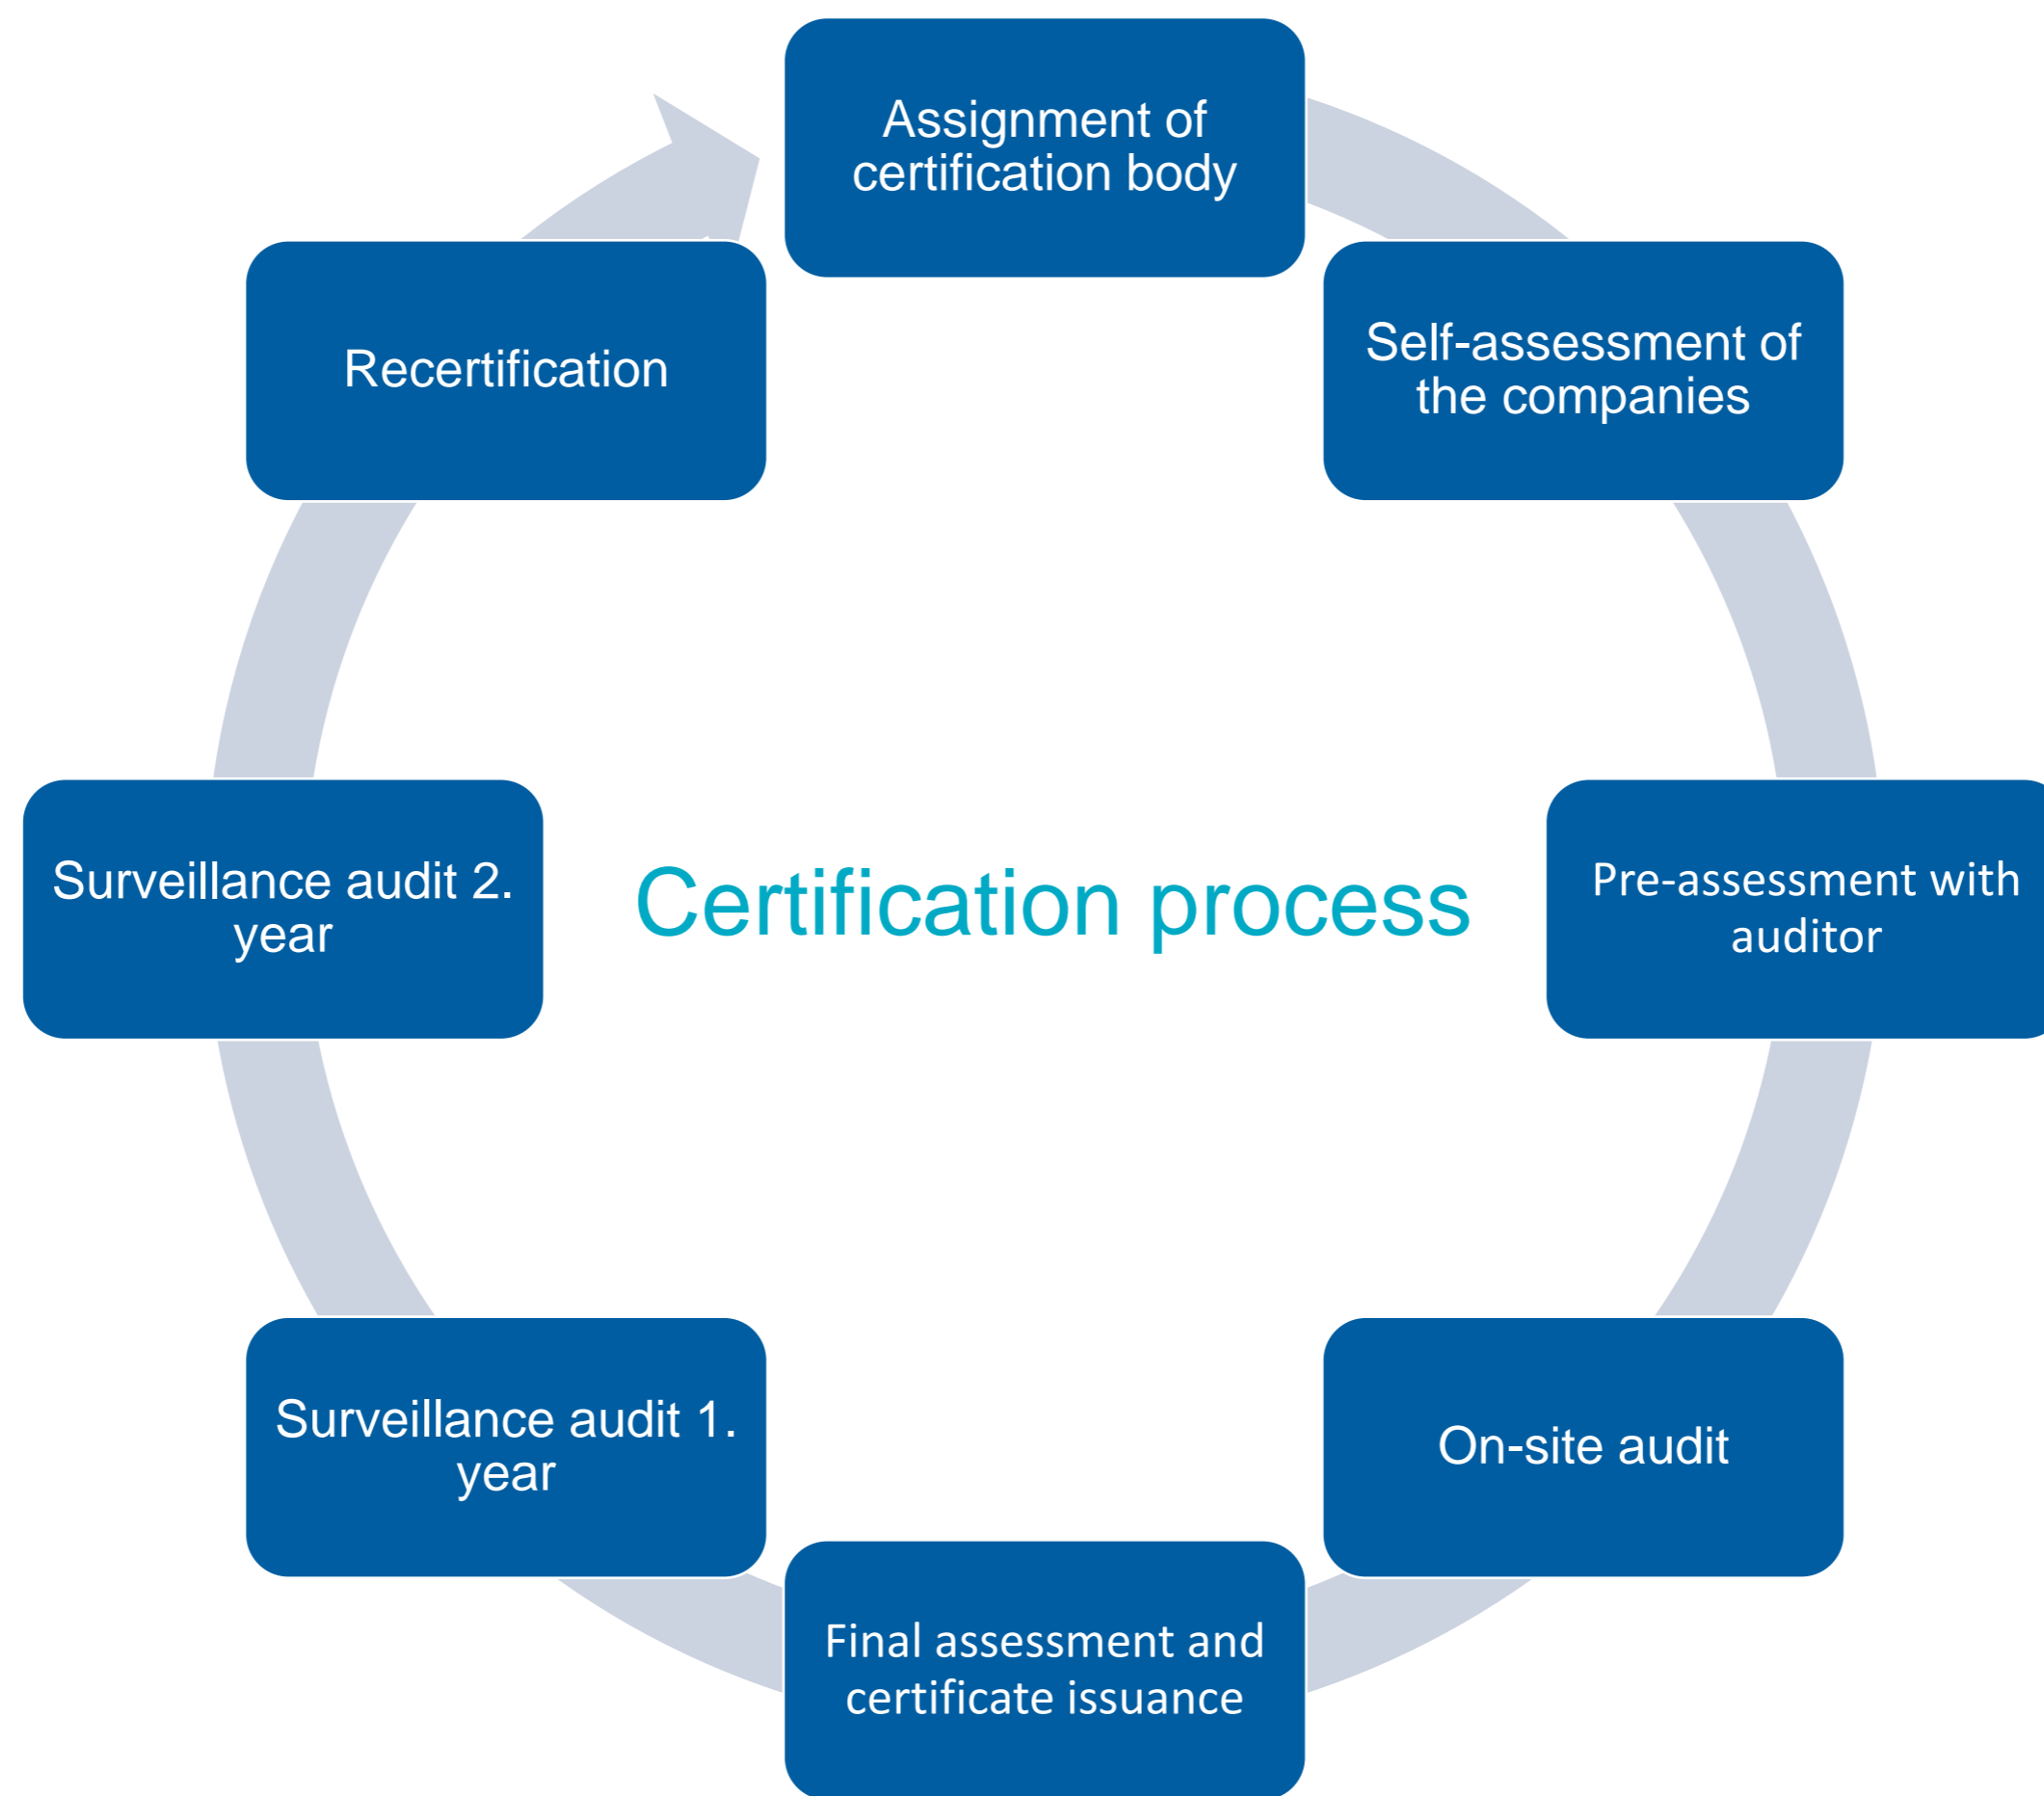 Assignment of
certification body
Self-assessment of
the companies
Pre-assessment with
auditor
On-site audit
Final assessment and
certificate issuance
Surveillance audit 1.
year
Surveillance audit 2.
year
Recertification
Certification process